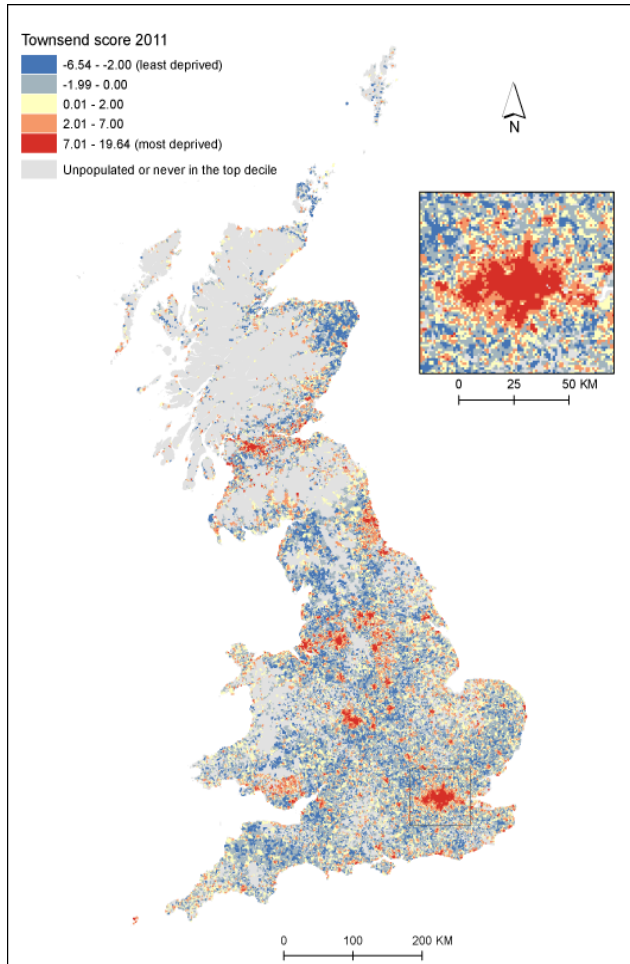 Townsend score 2011
-6.54 - -2.00 (least deprived)
-1.99 - 0.00
0.01 - 2.00
2.01 - 7.00
7.01 - 19.64 (most deprived)
Unpopulated or never in the top decile
N
0 25 50 KM
0 100 200 KM